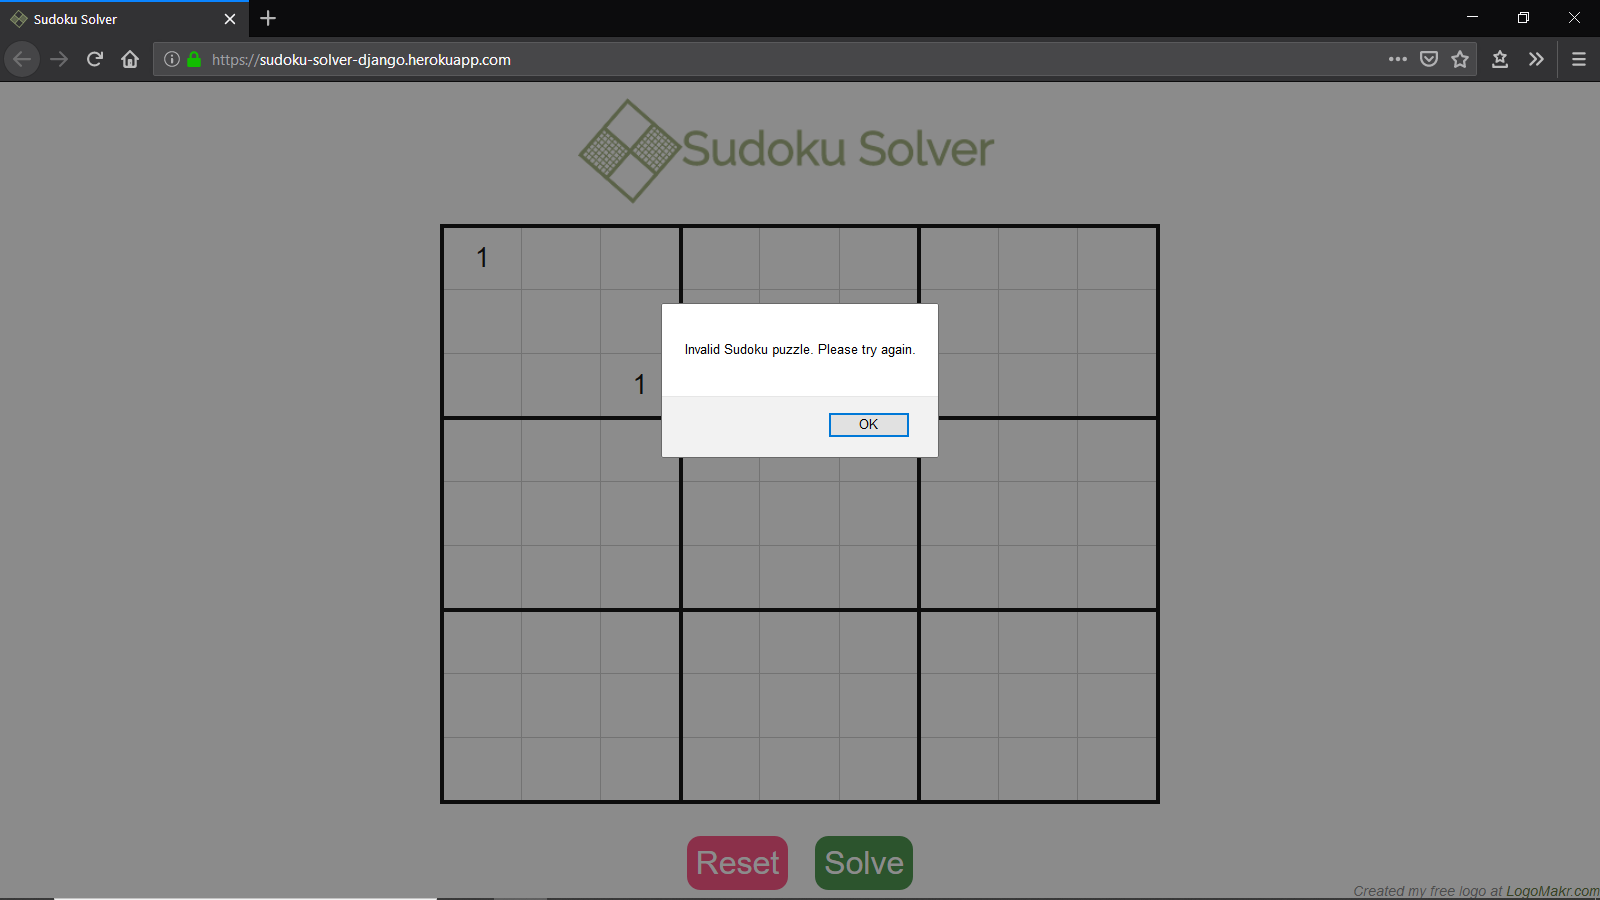 Sudoku Solver
https://sudoku-solver-django.herokuapp.com
Sudoku Solver
1
Invalid Sudoku puzzle. Please try again.
1
OK
Reset Solve
Created my free logo at LogoMakr.com